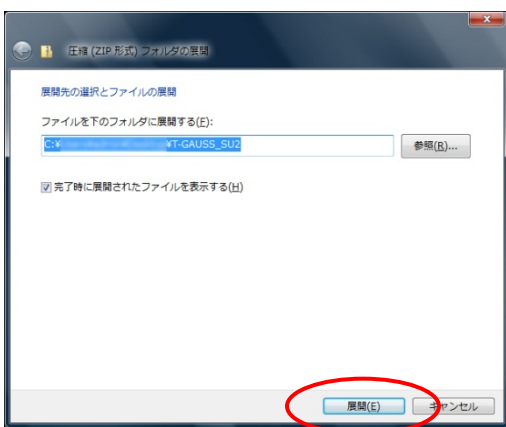 圧縮 (ZIP 形式) フォルダの展開
展開先の選択とファイルの展開
ファイルを下のフォルダに展開する(F):
C:¥ ¥T-GAUSS_SU2
参照(R)...
完了時に展開されたファイルを表示する(H)
展開(E)
キャンセル